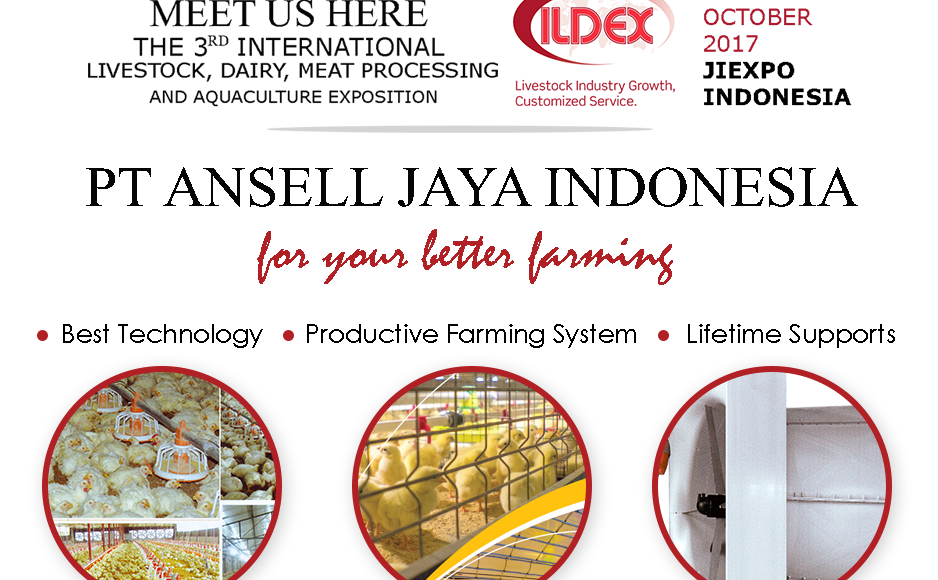 MEET US HERE
THE 3RD INTERNATIONAL
LIVESTOCK, DAIRY, MEAT PROCESSING
AND AQUACULTURE EXPOSITION
ILDEX
Livestock Industry Growth,
Customized Service.
OCTOBER
2017
JIEXPO
INDONESIA
PT ANSELL JAYA INDONESIA
for your better farming
• Best Technology • Productive Farming System • Lifetime Supports